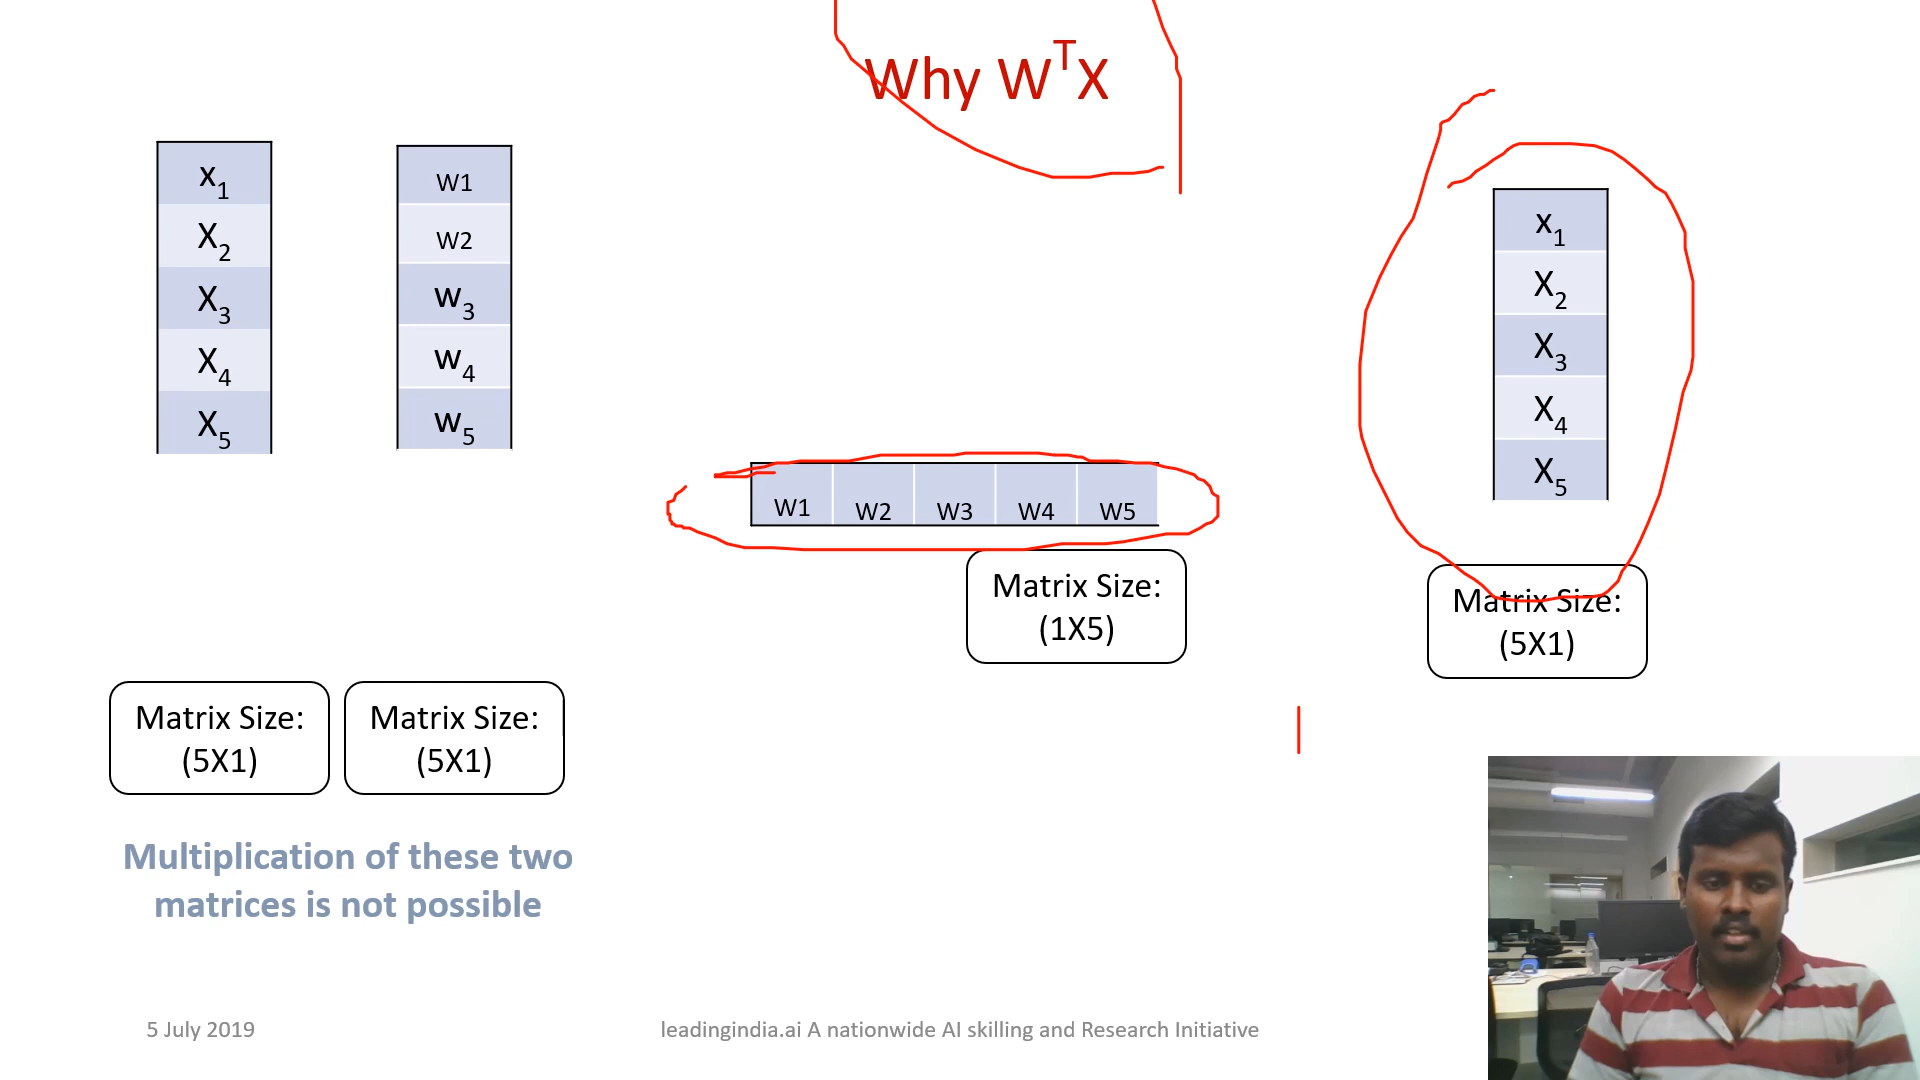 Why WᵀX
x₁
X₂
X₃
X₄
X₅
W1
W2
w₃
w₄
w₅
W1 W2 W3 W4 W5
Matrix Size:
(1X5)
x₁
X₂
X₃
X₄
X₅
Matrix Size:
(5X1)
Matrix Size:
(5X1)
Matrix Size:
(5X1)
Multiplication of these two
matrices is not possible
5 July 2019
leadingindia.ai A nationwide AI skilling and Research Initiative